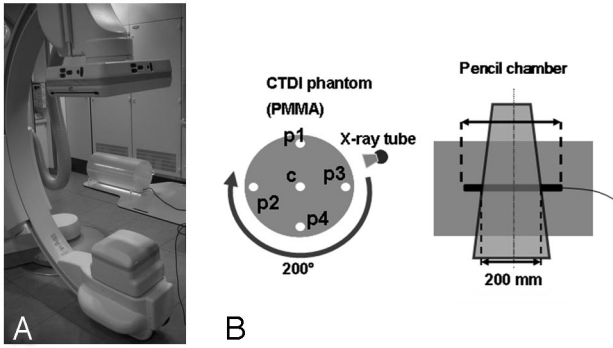 CTDI phantom
(PMMA)
p1
X-ray tube
c
p3
p2
p4
200°
Pencil chamber
200 mm
A
B